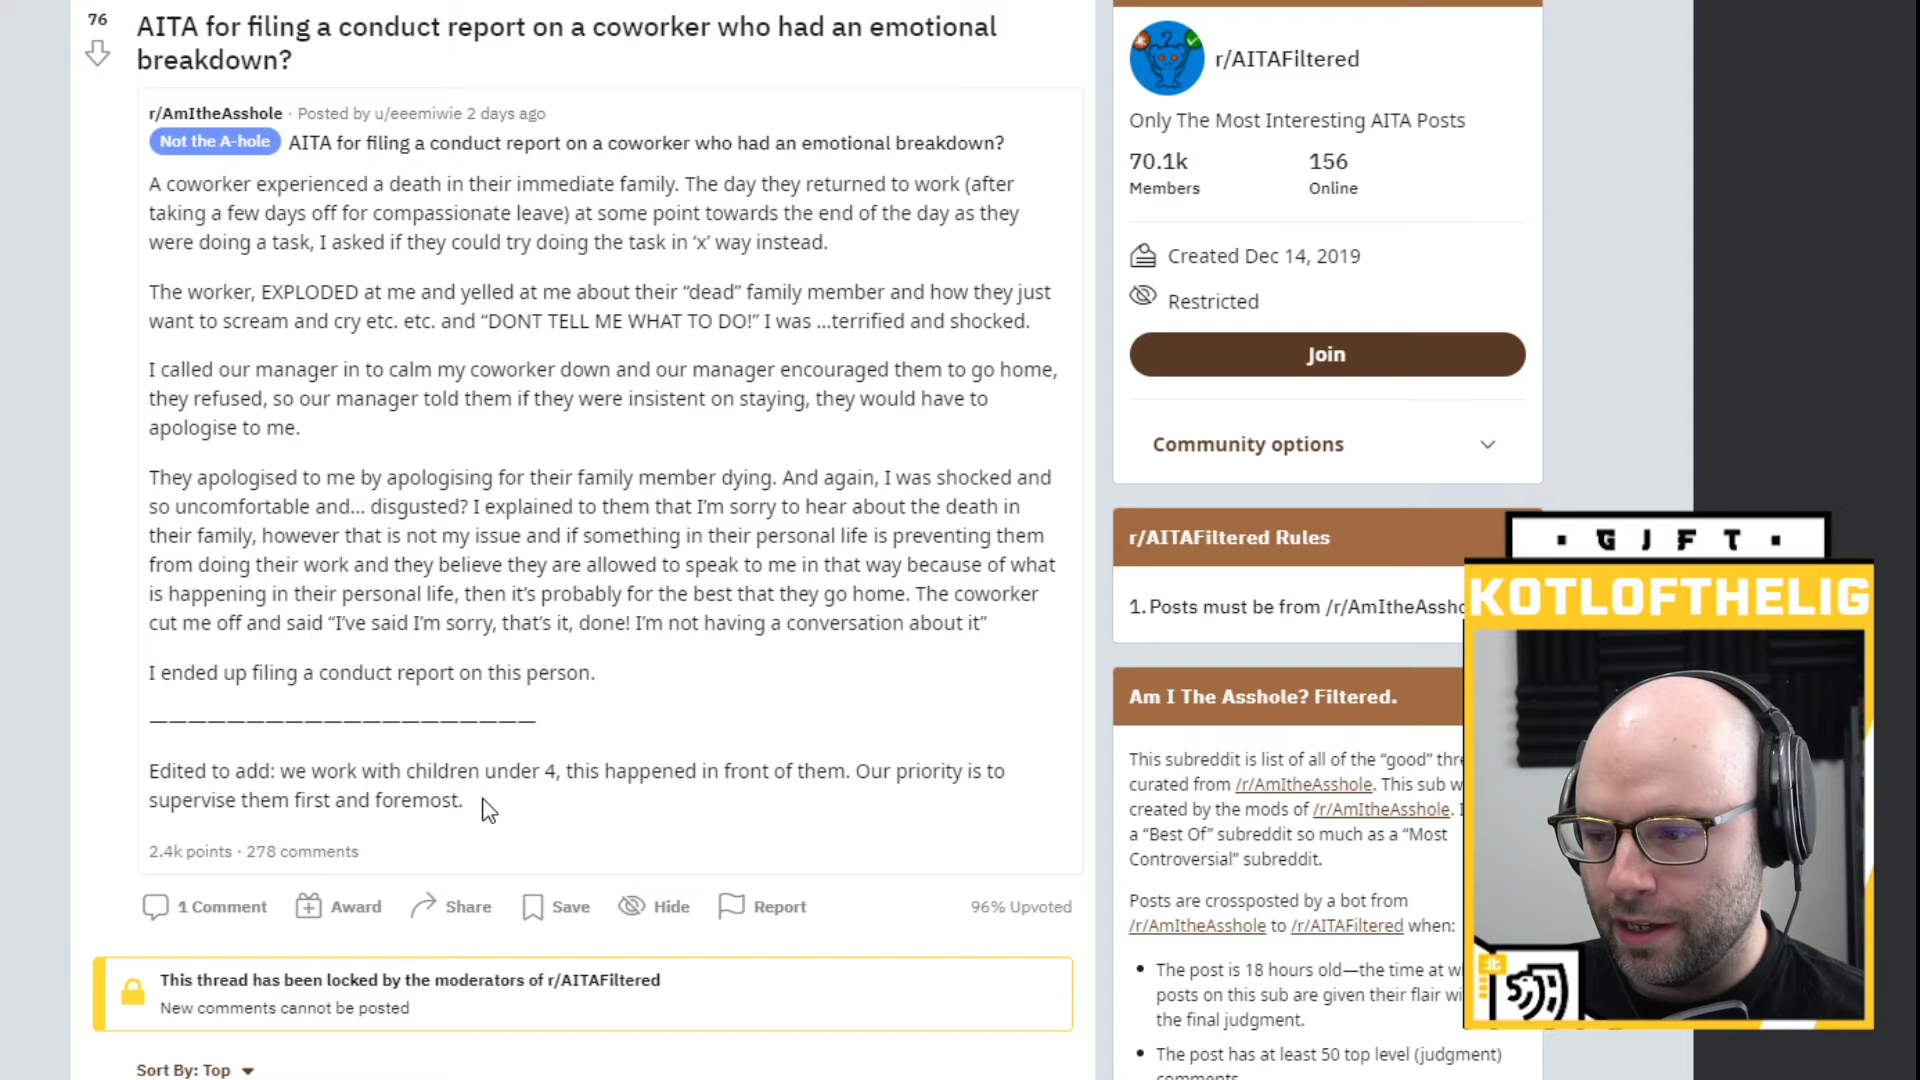 76
AITA for filing a conduct report on a coworker who had an emotional
breakdown?
r/AmItheAsshole · Posted by u/eeemiwie 2 days ago
Not the A-hole AITA for filing a conduct report on a coworker who had an emotional breakdown?
A coworker experienced a death in their immediate family. The day they returned to work (after
taking a few days off for compassionate leave) at some point towards the end of the day as they
were doing a task, I asked if they could try doing the task in ‘x’ way instead.
The worker, EXPLODED at me and yelled at me about their “dead” family member and how they just
want to scream and cry etc. etc. and “DONT TELL ME WHAT TO DO!” I was ...terrified and shocked.
I called our manager in to calm my coworker down and our manager encouraged them to go home,
they refused, so our manager told them if they were insistent on staying, they would have to
apologise to me.
They apologised to me by apologising for their family member dying. And again, I was shocked and
so uncomfortable and... disgusted? I explained to them that I’m sorry to hear about the death in
their family, however that is not my issue and if something in their personal life is preventing them
from doing their work and they believe they are allowed to speak to me in that way because of what
is happening in their personal life, then it’s probably for the best that they go home. The coworker
cut me off and said “I’ve said I’m sorry, that’s it, done! I’m not having a conversation about it”
I ended up filing a conduct report on this person.
————————————————————
Edited to add: we work with children under 4, this happened in front of them. Our priority is to
supervise them first and foremost.
2.4k points · 278 comments
1 Comment Award Share Save Hide Report 96% Upvoted
This thread has been locked by the moderators of r/AITAFiltered
New comments cannot be posted
Sort By: Top
r/AITAFiltered
Only The Most Interesting AITA Posts
70.1k 156
Members Online
Created Dec 14, 2019
Restricted
Join
Community options
r/AITAFiltered Rules
1. Posts must be from /r/AmItheAssho
Am I The Asshole? Filtered.
This subreddit is list of all of the “good” thre
curated from /r/AmItheAsshole. This sub w
created by the mods of /r/AmItheAsshole. I
a “Best Of” subreddit so much as a “Most
Controversial” subreddit.
Posts are crossposted by a bot from
/r/AmItheAsshole to /r/AITAFiltered when:
• The post is 18 hours old—the time at w
posts on this sub are given their flair wi
the final judgment.
• The post has at least 50 top level (judgment)
comments
GIFT
KOTLOFTHELIG